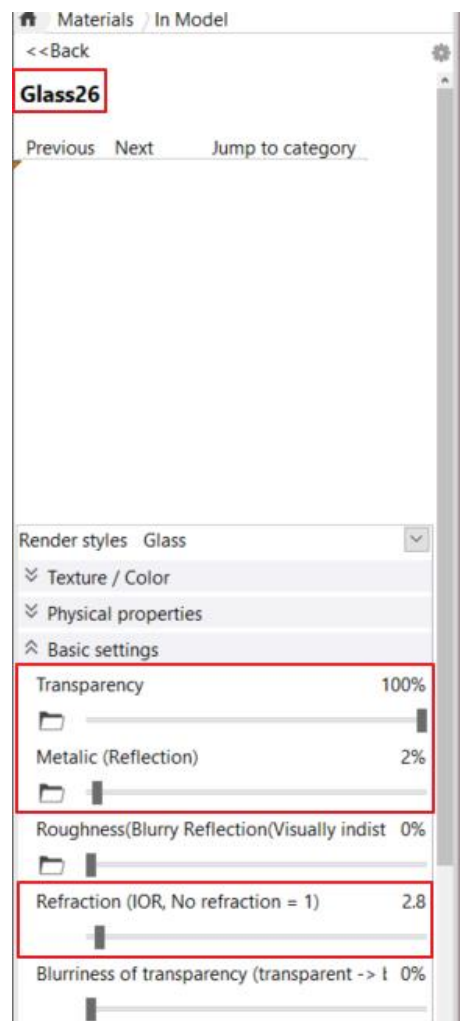 Materials In Model
<<Back
Glass26
Previous Next Jump to category
Render styles Glass
Texture / Color
Physical properties
Basic settings
Transparency 100%
Metalic (Reflection) 2%
Roughness(Blurry Reflection(Visually indist 0%
Refraction (IOR, No refraction = 1) 2.8
Blurriness of transparency (transparent -> 0%